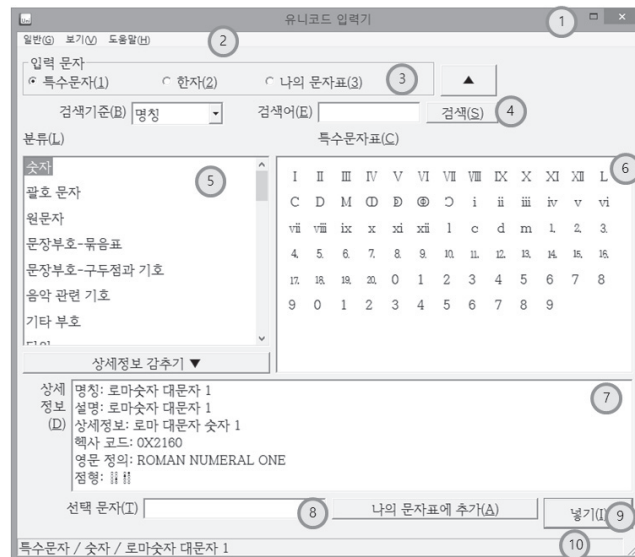 유니코드 입력기
1
일반(G) 보기(V) 도움말(H)
2
입력 문자
특수문자(1) 한자(2) 나의 문자표(3)
3
▲
검색기준(B) 명칭 검색어(E) 검색(S)
4
분류(L) 특수문자표(C)
숫자
괄호 문자
원문자
문장부호-묶음표
문장부호-구두점과 기호
음악 관련 기호
기타 부호
5
Ⅰ Ⅱ Ⅲ Ⅳ Ⅴ Ⅵ Ⅶ Ⅷ Ⅸ Ⅹ Ⅺ Ⅻ Ⅼ
6
Ⅽ Ⅾ Ⅿ ↀ ↁ ↂ Ↄ ⅰ ⅱ ⅲ ⅳ ⅴ ⅵ
ⅶ ⅷ ⅸ ⅹ ⅺ ⅻ ⅼ ⅽ ⅾ ⅿ 1. 2. 3.
4. 5. 6. 7. 8. 9. 10. 11. 12. 13. 14. 15. 16.
17. 18. 19. 20. 0 1 2 3 4 5 6 7 8
9 0 1 2 3 4 5 6 7 8 9
상세정보 감추기 ▼
상세
정보
(D)
명칭: 로마숫자 대문자 1
설명: 로마숫자 대문자 1
상세정보: 로마 대문자 숫자 1
헥사 코드: 0X2160
영문 정의: ROMAN NUMERAL ONE
점형:
7
선택 문자(T) 나의 문자표에 추가(A) 넣기(I)
8
9
특수문자 / 숫자 / 로마숫자 대문자 1
10